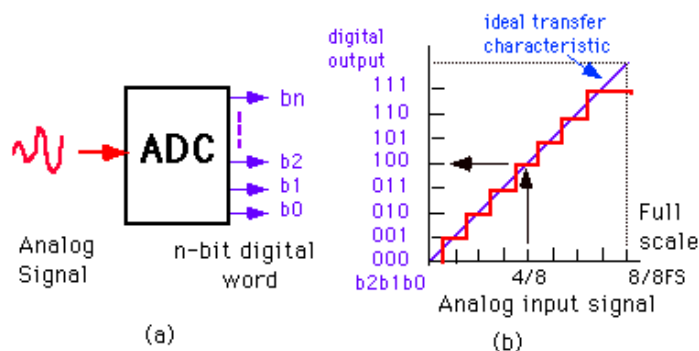 ADC
bn
b2
b1
b0
Analog
Signal
n-bit digital
word
(a)
digital
output
ideal transfer
characteristic
111
110
101
100
011
010
001
000
b2b1b0
4/8
8/8FS
Full
scale
Analog input signal
(b)